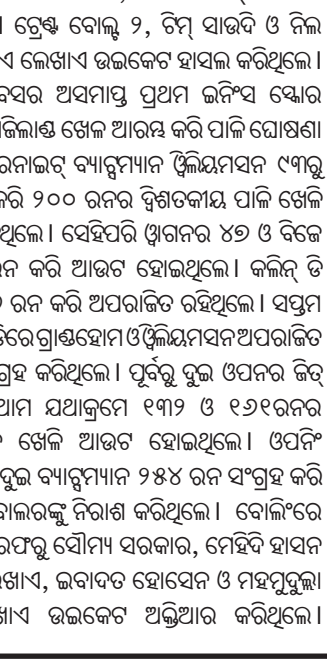 । ଟ୍ରେଣ୍ଟ ବୋଲ୍ଟ ୨, ଟିମ୍ ସାଉଦି ଓ ନିଲ
ଏ ଲେଖାଏ ଉଇକେଟ ହାସଲ କରିଥିଲେ।
ବସର ଅସମାପ୍ତ ପ୍ରଥମ ଇନିଂସ ସ୍କୋର
ଜିଲାଣ୍ଡ ଖେଳ ଆରମ୍ଭ କରି ପାଳି ଘୋଷଣା
ରନାଇଟ୍ ବ୍ୟାଟ୍ସମ୍ୟାନ ୱିଲିୟମସନ ୯୩ରୁ
କରି ୨୦୦ ରନର ଦ୍ୱିଶତକୀୟ ପାଳି ଖେଳି
ଥିଲେ। ସେହିପରି ୱାଗନର ୪୭ ଓ ବିଜେ
ନ କରି ଆଉଟ ହୋଇଥିଲେ। କଲିନ୍ ଡି
ରନ କରି ଅପରାଜିତ ରହିଥିଲେ। ସପ୍ତମ
ଡିରେ ଗ୍ରାଣ୍ଡହୋମ ଓ ୱିଲିୟମସନ ଅପରାଜିତ
ଗ୍ରହ କରିଥିଲେ। ପୂର୍ବରୁ ଦୁଇ ଓପନର ଜିତ୍
ଥାମ ଯଥାକ୍ରମେ ୧୩୨ ଓ ୧୬୧ରନର
ଖେଳି ଆଉଟ ହୋଇଥିଲେ। ଓପନିଂ
ଦୁଇ ବ୍ୟାଟ୍ସମ୍ୟାନ ୨୫୪ ରନ ସଂଗ୍ରହ କରି
ବାଲରଙ୍କୁ ନିରାଶ କରିଥିଲେ। ବୋଲିଂରେ
ରଫରୁ ସୌମ୍ୟ ସରକାର, ମେହିଦି ହାସନ
ଖାଏ, ଇବାଦତ ହୋସେନ ଓ ମହମୁଦୁଲ୍ଲା
ଖାଏ ଉଇକେଟ ଅକ୍ତିଆର କରିଥିଲେ।